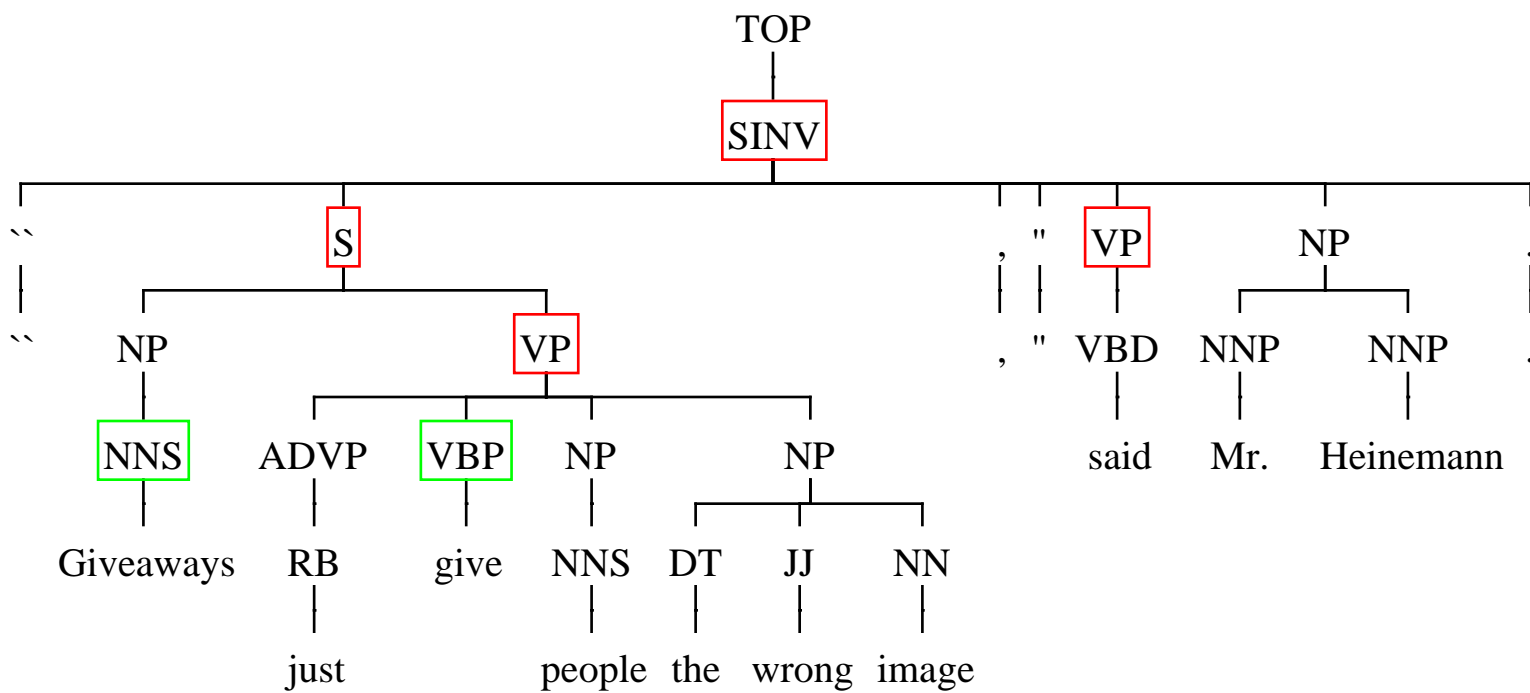 TOP
SINV
`` S , " VP NP .
`` NP VP , " VBD NNP NNP .
NNS ADVP VBP NP NP said Mr. Heinemann
Giveaways RB give NNS DT JJ NN
just people the wrong image